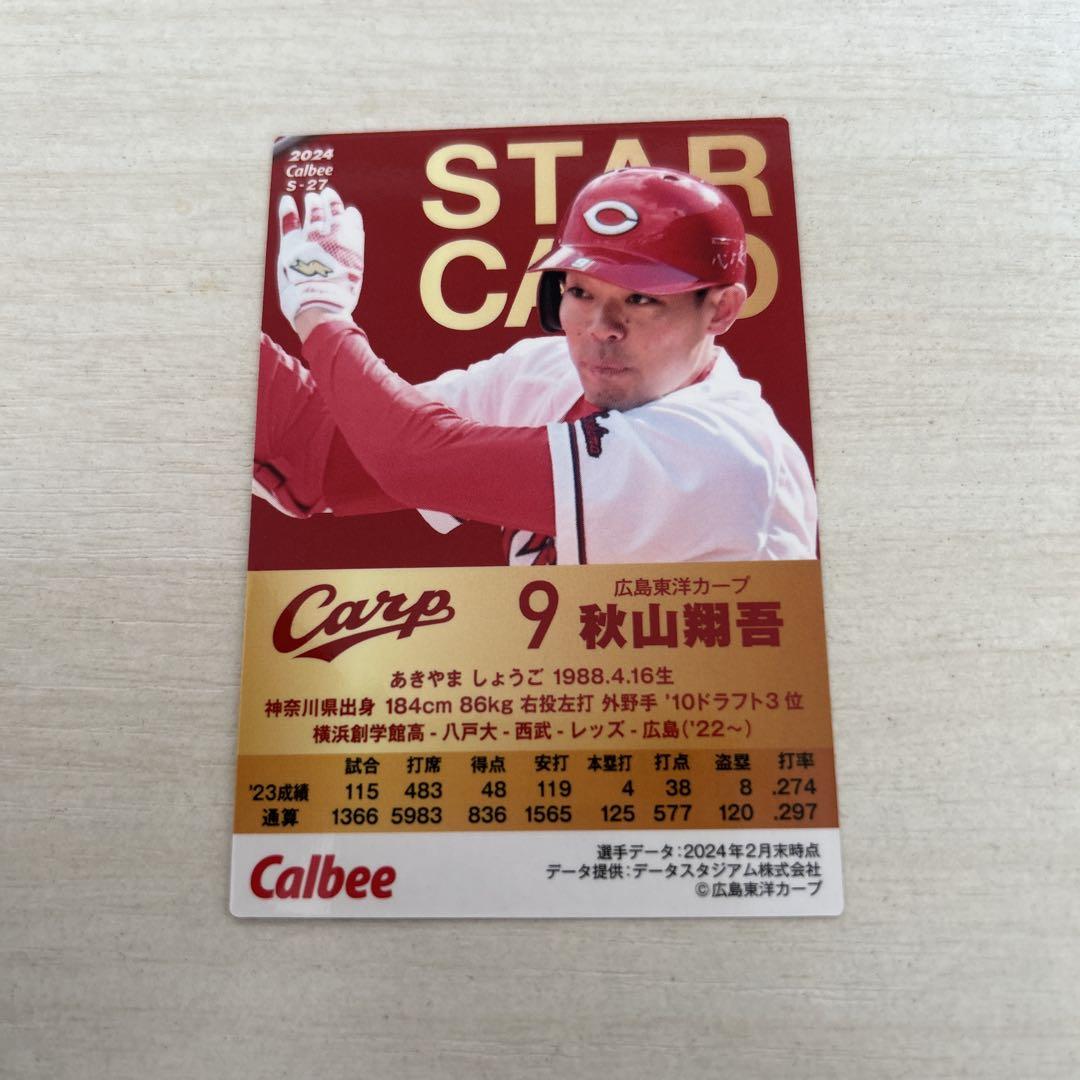 2024
Calbee
S-27
STAR
CARD
C
9
Carp
9
広島東洋カープ
秋山翔吾
あきやま しょうご 1988.4.16生
神奈川県出身 184cm 86kg 右投左打 外野手 '10ドラフト3位
横浜創学館高 - 八戸大 - 西武 - レッズ - 広島('22～)
試合 打席 得点 安打 本塁打 打点 盗塁 打率
'23成績 115 483 48 119 4 38 8 .274
通算 1366 5983 836 1565 125 577 120 .297
Calbee
選手データ:2024年2月末時点
データ提供:データスタジアム株式会社
©広島東洋カープ